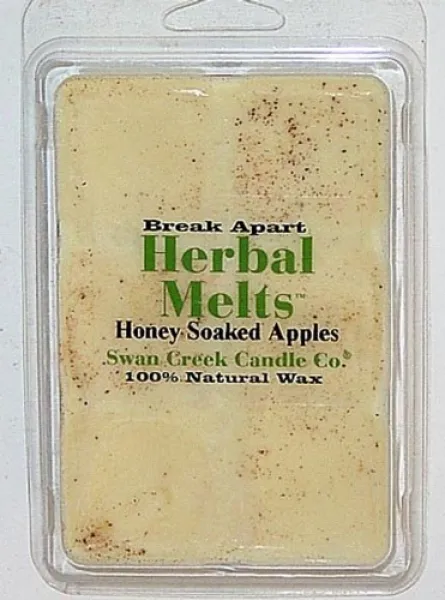 Break Apart
Herbal
Melts™
Honey Soaked Apples
Swan Creek Candle Co.®
100% Natural Wax